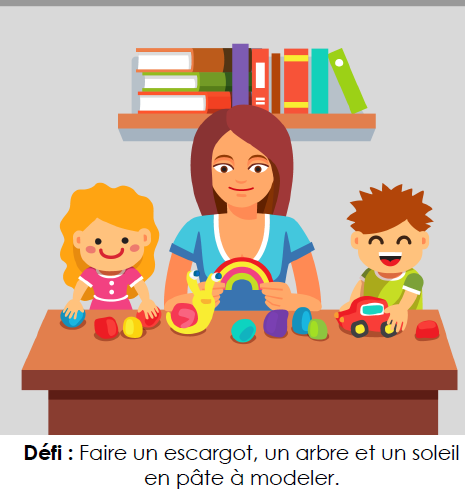 Défi : Faire un escargot, un arbre et un soleil
en pâte à modeler.